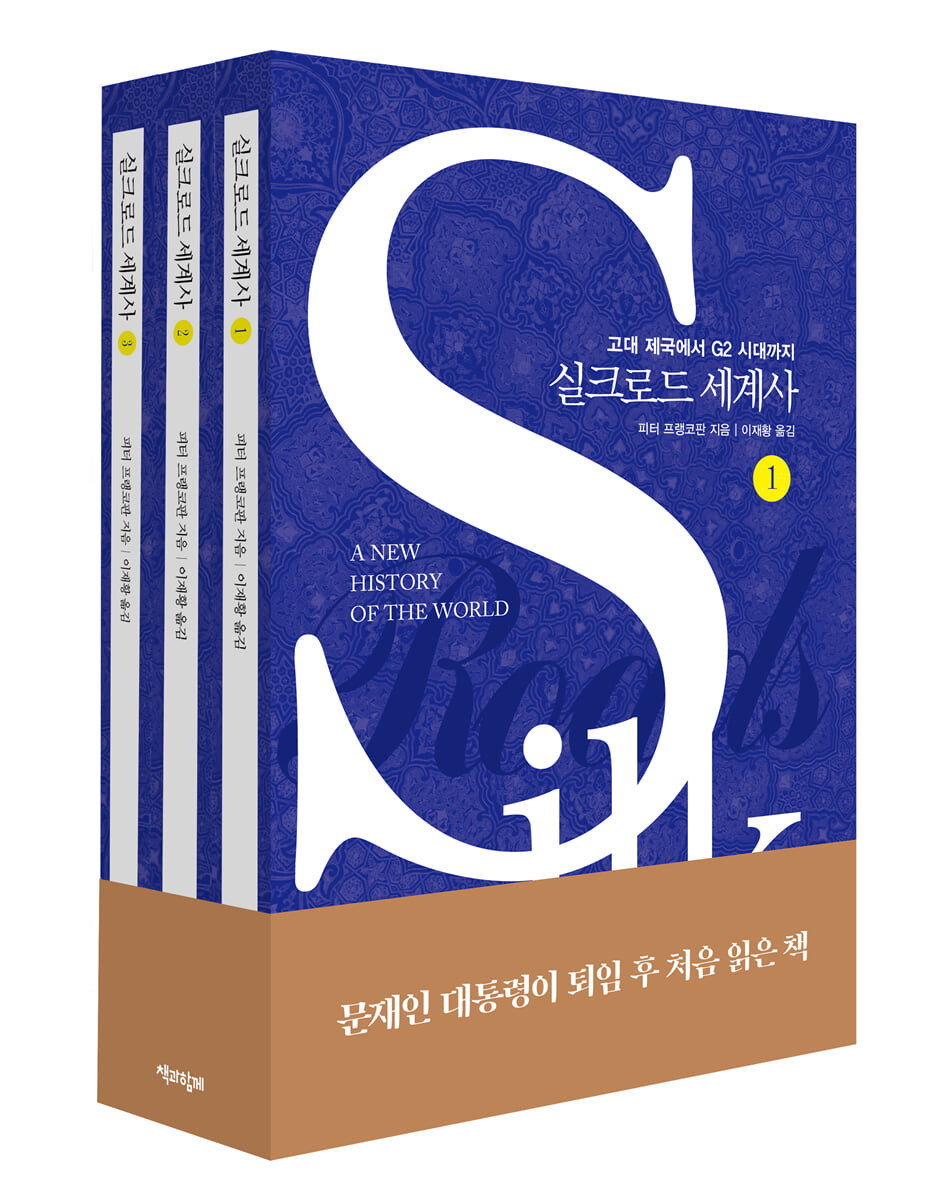 실크로드 세계사 3 피터 프랭코판 지음 | 이재황 옮김
실크로드 세계사 2 피터 프랭코판 지음 | 이재황 옮김
실크로드 세계사 1 피터 프랭코판 지음 | 이재황 옮김
고대 제국에서 G2 시대까지
실크로드 세계사
피터 프랭코판 지음 | 이재황 옮김
1
A NEW
HISTORY
OF THE WORLD
Silk
Roads
문재인 대통령이 퇴임 후 처음 읽은 책
책과함께